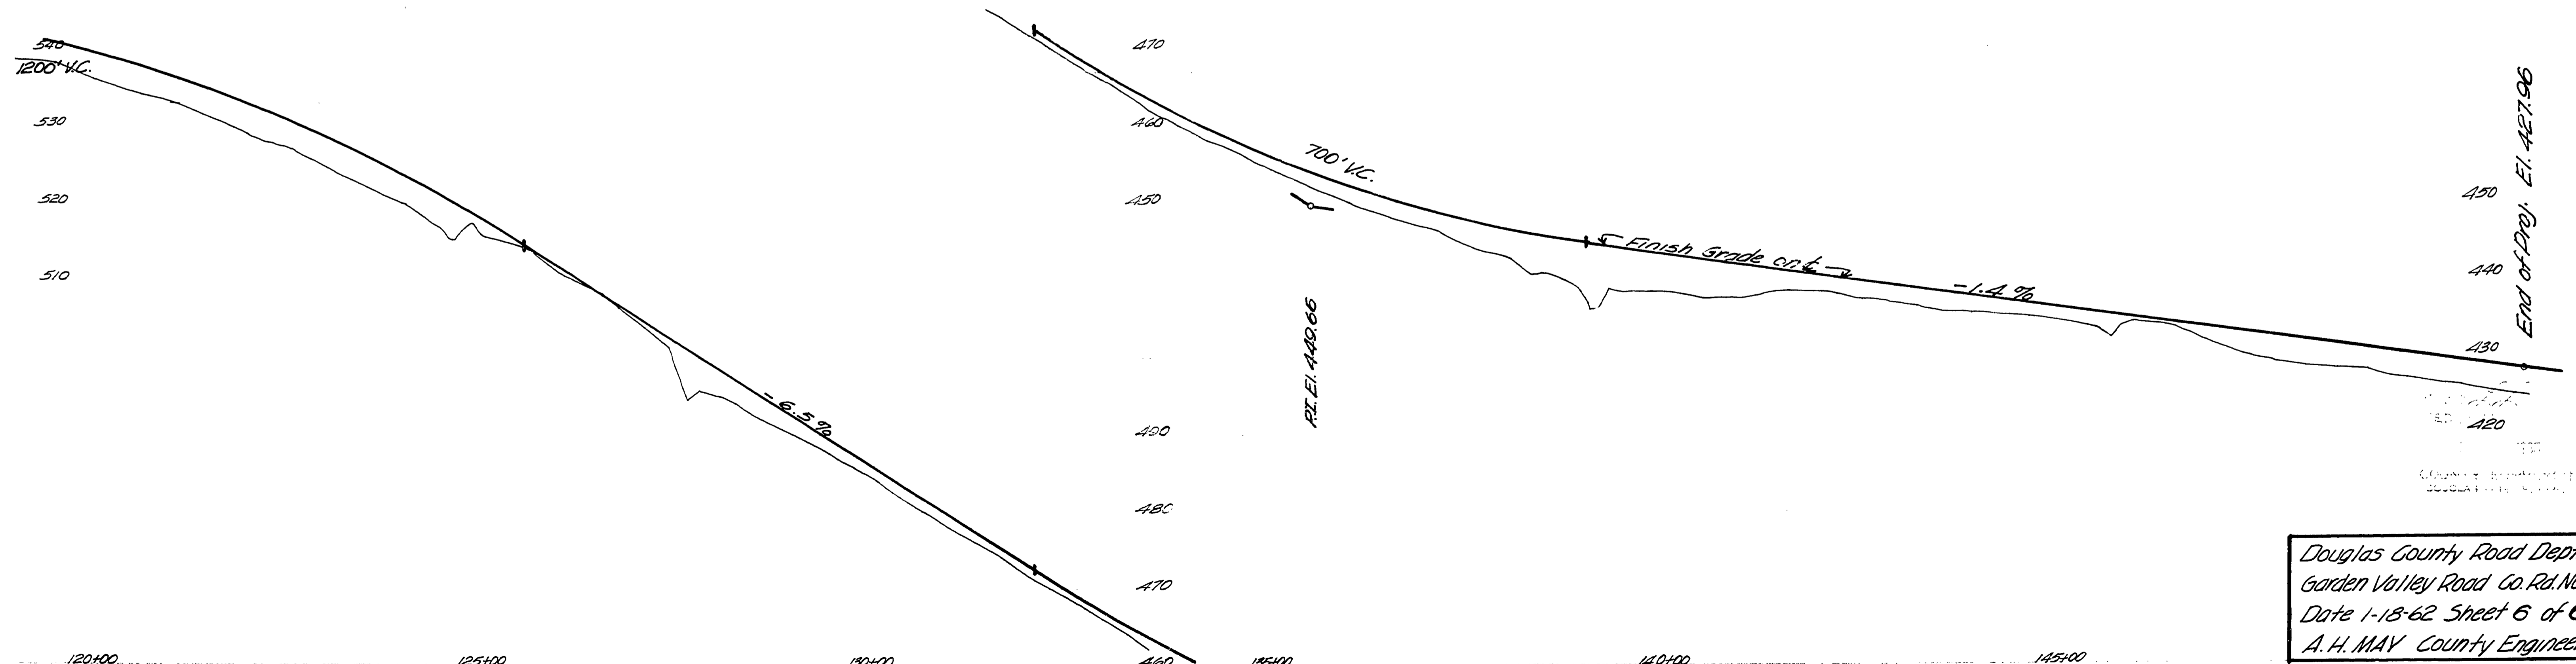 540
1200' V.C.
530
520
510
-6.5%
470
460
450
700' V.C.
P.I. El. 449.66
Finish Grade on ℄
-1.4%
490
480
470
460
End of Proj. El. 427.96
450
440
430
420
Douglas County Road Dept
Garden Valley Road Co. Rd. No
Date 1-18-62 Sheet 6 of 6
A.H. MAY County Enginee
120+00
125+00
130+00
135+00
140+00
145+00